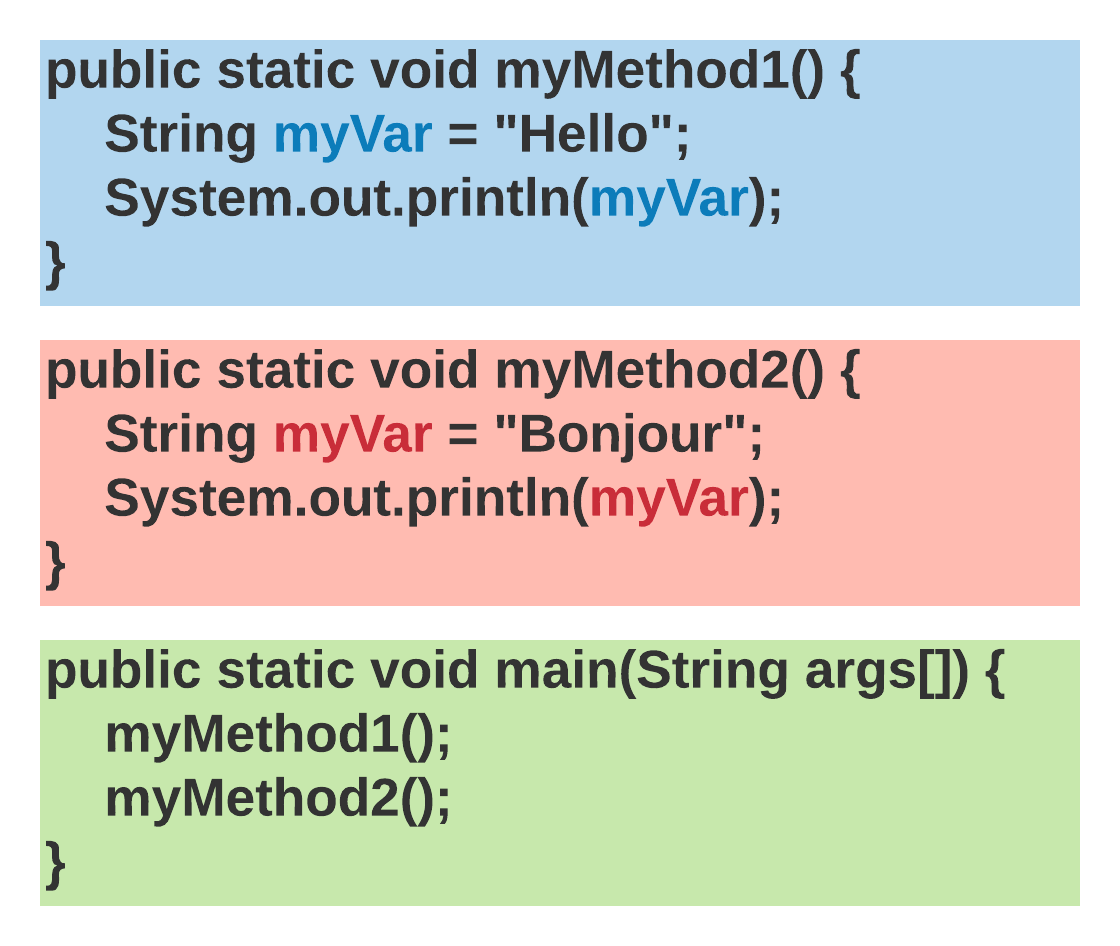 public static void myMethod1() {
String myVar = "Hello";
System.out.println(myVar);
}
public static void myMethod2() {
String myVar = "Bonjour";
System.out.println(myVar);
}
public static void main(String args[]) {
myMethod1();
myMethod2();
}